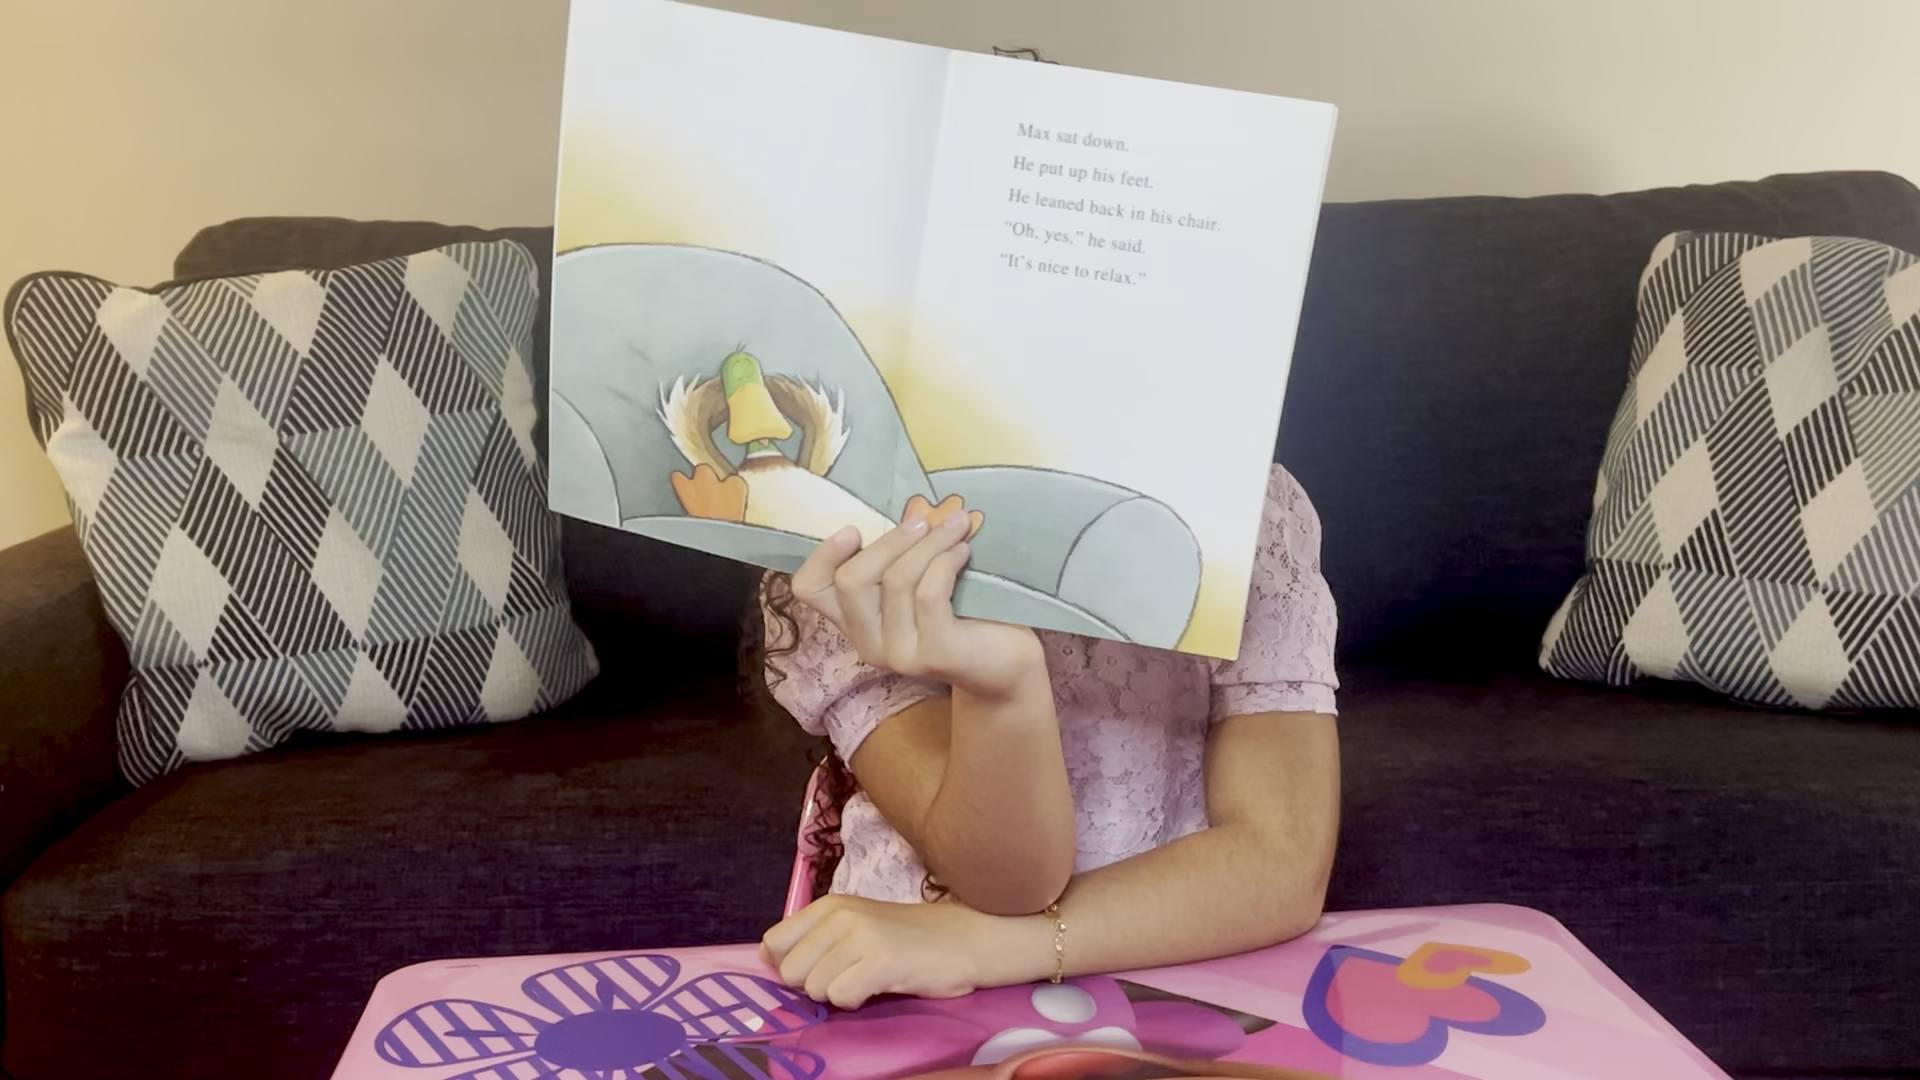 Max sat down.
He put up his feet.
He leaned back in his chair.
“Oh, yes,” he said.
“It’s nice to relax.”